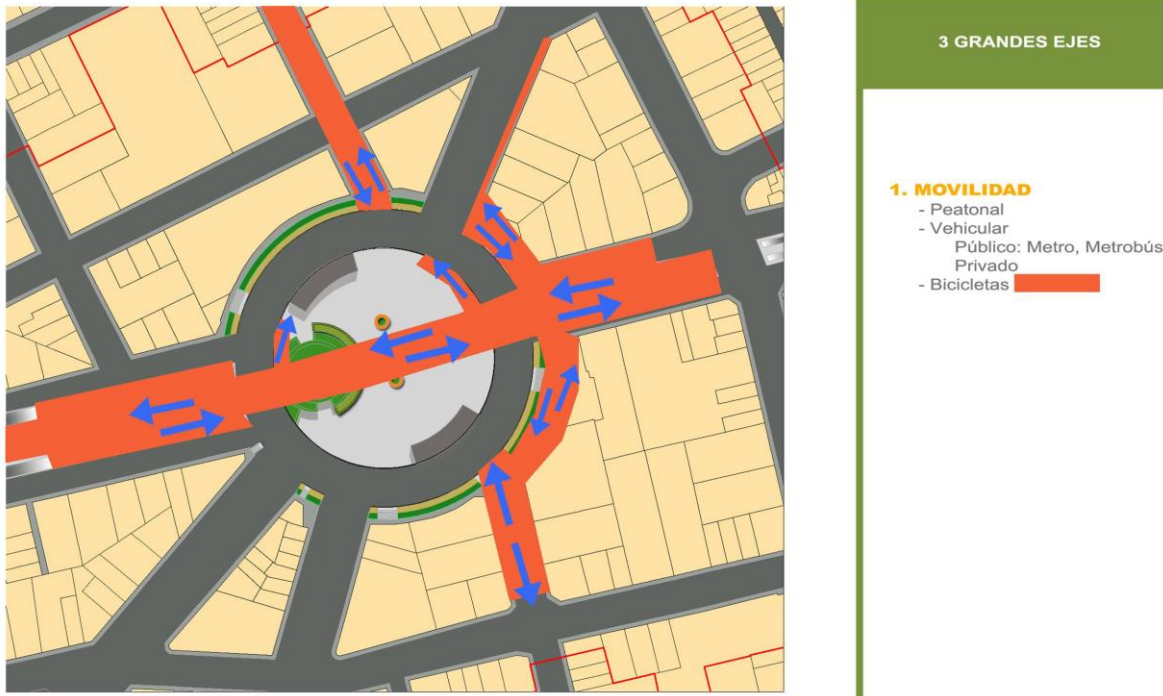 3 GRANDES EJES
1. MOVILIDAD
- Peatonal
- Vehicular
Público: Metro, Metrobús
Privado
- Bicicletas